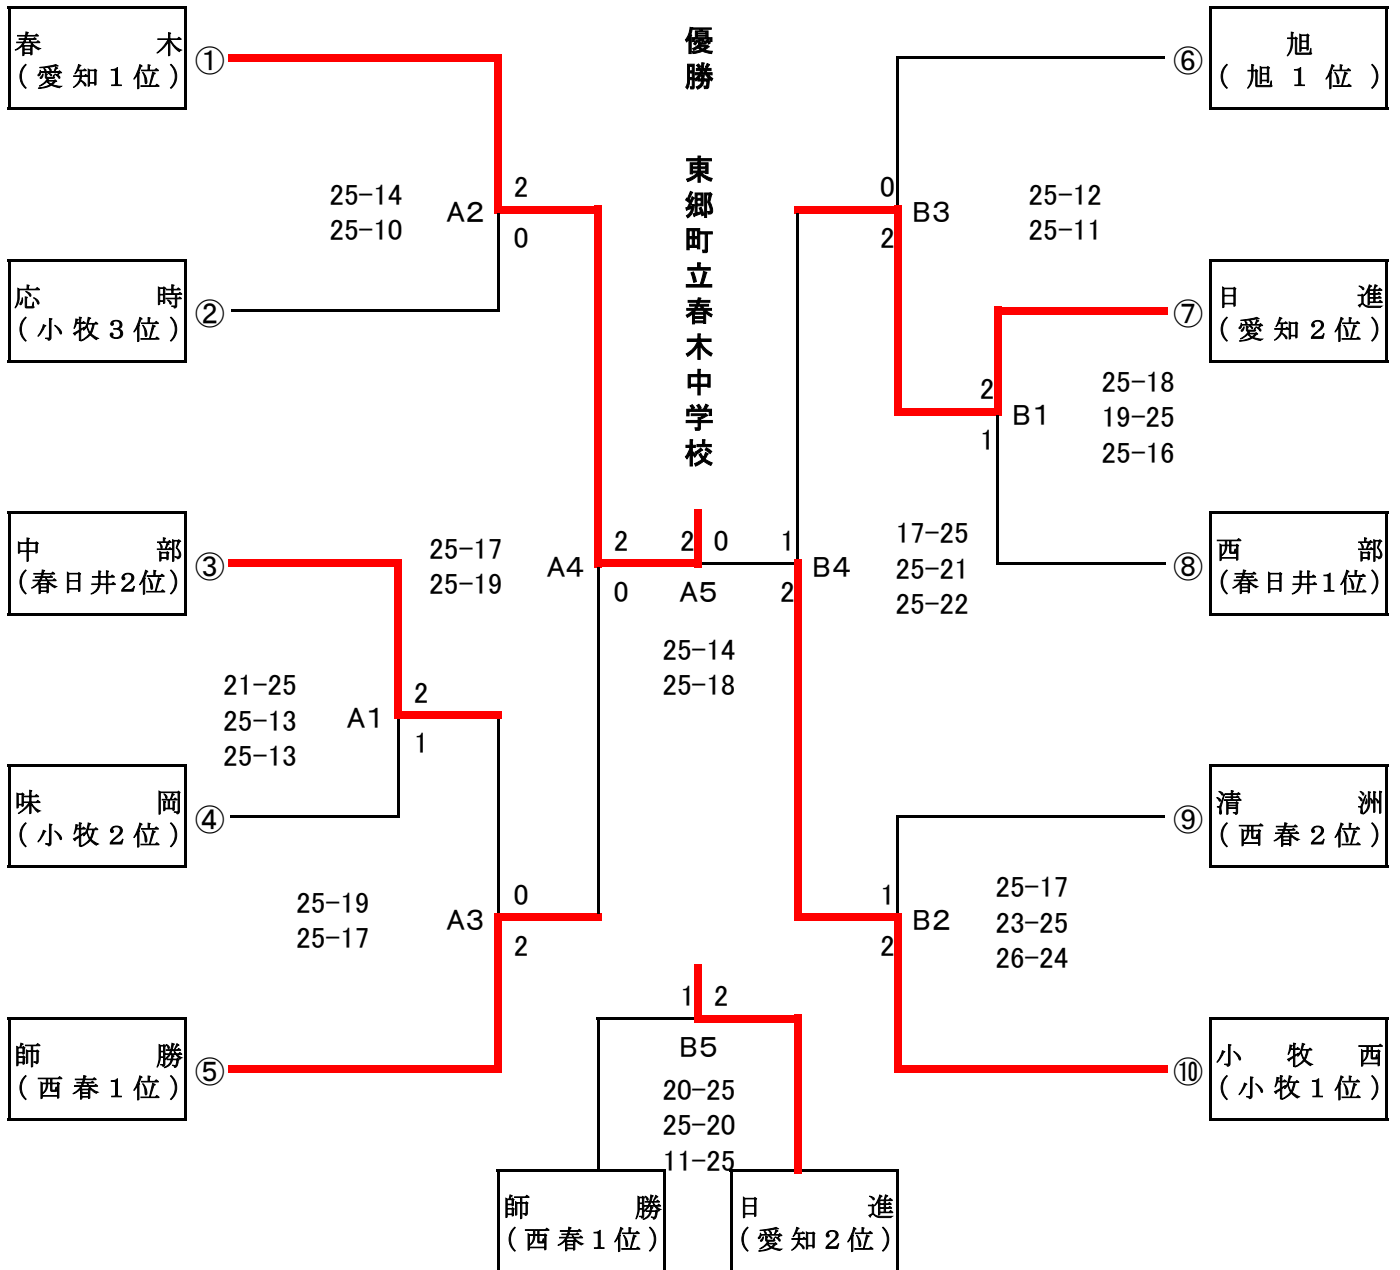 優勝　東郷町立春木中学校
春木
(愛知1位)
①
応時
(小牧3位)
②
中部
(春日井2位)
③
味岡
(小牧2位)
④
師勝
(西春1位)
⑤
25-14
25-10
A2
2
0
25-17
25-19
A4
2
0
21-25
25-13
25-13
A1
2
1
25-19
25-17
A3
0
2
2
0
A5
25-14
25-18
旭
(旭1位)
⑥
日進
(愛知2位)
⑦
西部
(春日井1位)
⑧
清洲
(西春2位)
⑨
小牧西
(小牧1位)
⑩
0
2
B3
25-12
25-11
2
1
B1
25-18
19-25
25-16
1
2
B4
17-25
25-21
25-22
1
2
B2
25-17
23-25
26-24
1
2
B5
20-25
25-20
11-25
師勝
(西春1位)
日進
(愛知2位)